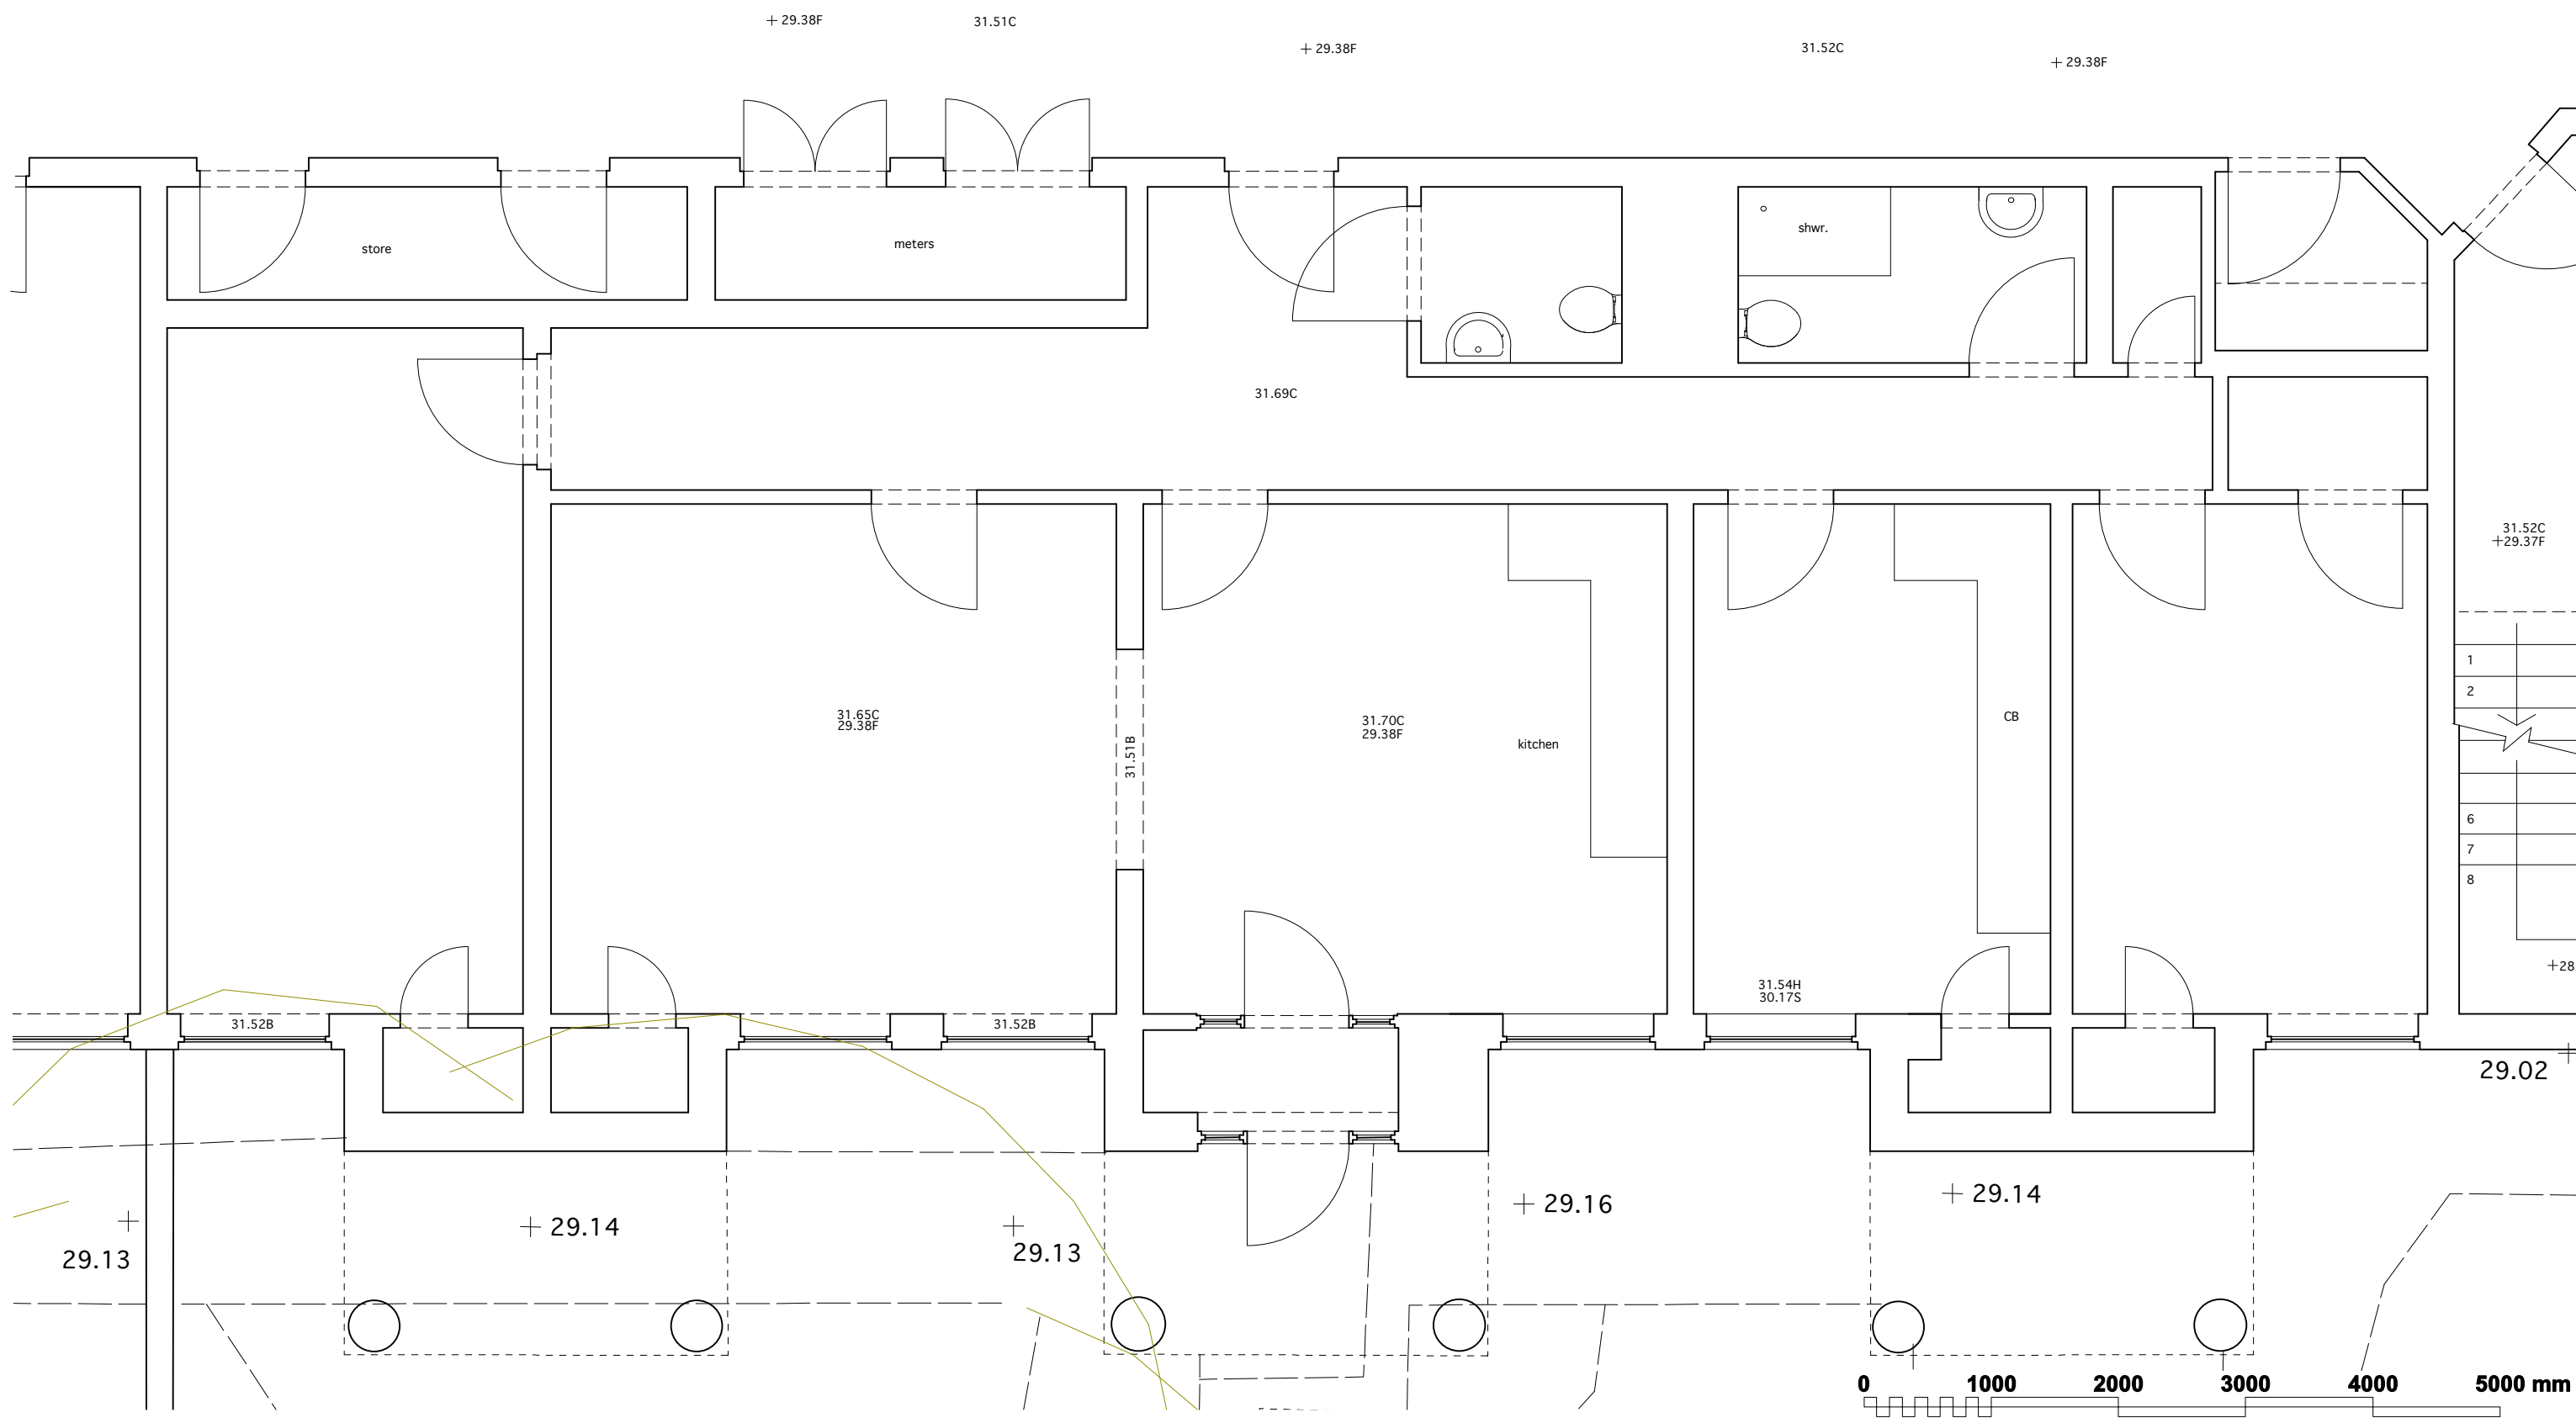 + 29.38F
31.51C
+ 29.38F
31.52C
+ 29.38F
store
meters
shwr.
31.69C
31.52C
+29.37F
1
2
31.65C
29.38F
31.51B
31.70C
29.38F
kitchen
CB
6
7
8
31.54H
30.17S
+28
31.52B
31.52B
29.02
+ 29.16
+ 29.14
+ 29.14
29.13
29.13
0 1000 2000 3000 4000 5000 mm